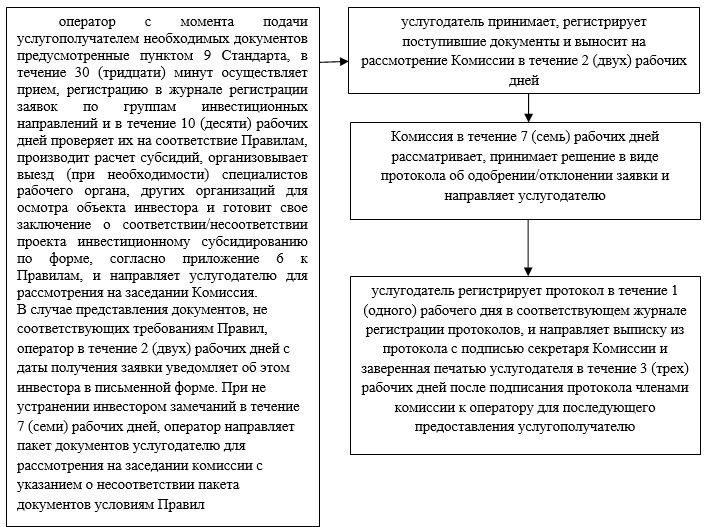 оператор с момента подачи
услугополучателем необходимых документов
предусмотренные пунктом 9 Стандарта, в
течение 30 (тридцати) минут осуществляет
прием, регистрацию в журнале регистрации
заявок по группам инвестиционных
направлений и в течение 10 (десяти) рабочих
дней проверяет их на соответствие Правилам,
производит расчет субсидий, организовывает
выезд (при необходимости) специалистов
рабочего органа, других организаций для
осмотра объекта инвестора и готовит свое
заключение о соответствии/несоответствии
проекта инвестиционному субсидированию
по форме, согласно приложение 6 к
Правилам, и направляет услугодателю для
рассмотрения на заседании Комиссия.
В случае представления документов, не
соответствующих требованиям Правил,
оператор в течение 2 (двух) рабочих дней с
даты получения заявки уведомляет об этом
инвестора в письменной форме. При не
устранении инвестором замечаний в течение
7 (семи) рабочих дней, оператор направляет
пакет документов услугодателю для
рассмотрения на заседании комиссии с
указанием о несоответствии пакета
документов условиям Правил
услугодатель принимает, регистрирует
поступившие документы и выносит на
рассмотрение Комиссии в течение 2 (двух) рабочих
дней
Комиссия в течение 7 (семь) рабочих дней
рассматривает, принимает решение в виде
протокола об одобрении/отклонении заявки и
направляет услугодателю
услугодатель регистрирует протокол в течение 1
(одного) рабочего дня в соответствующем журнале
регистрации протоколов, и направляет выписку из
протокола с подписью секретаря Комиссии и
заверенная печатью услугодателя в течение 3 (трех)
рабочих дней после подписания протокола членами
комиссии к оператору для последующего
предоставления услугополучателю